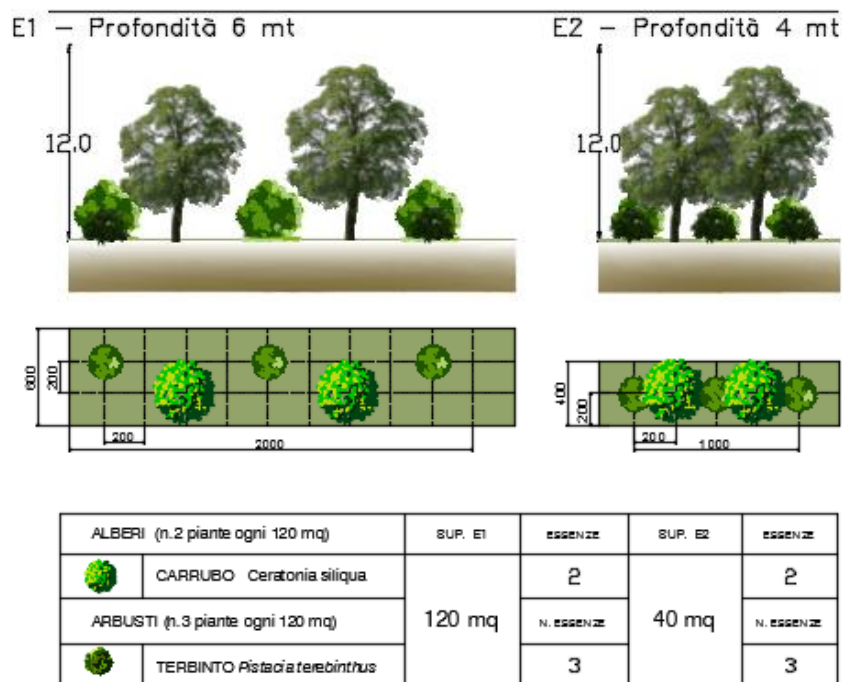 E1 – Profondità 6 mt
E2 – Profondità 4 mt
12.0
12.0
600
200
200
2000
400
200
200
1000
ALBERI (n.2 piante ogni 120 mq)
SUP. E1
ESSENZE
SUP. E2
ESSENZE
CARRUBO Ceratonia siliqua
120 mq
2
40 mq
2
ARBUSTI (n.3 piante ogni 120 mq)
N. ESSENZE
N. ESSENZE
TERBINTO Pistacia terebinthus
3
3